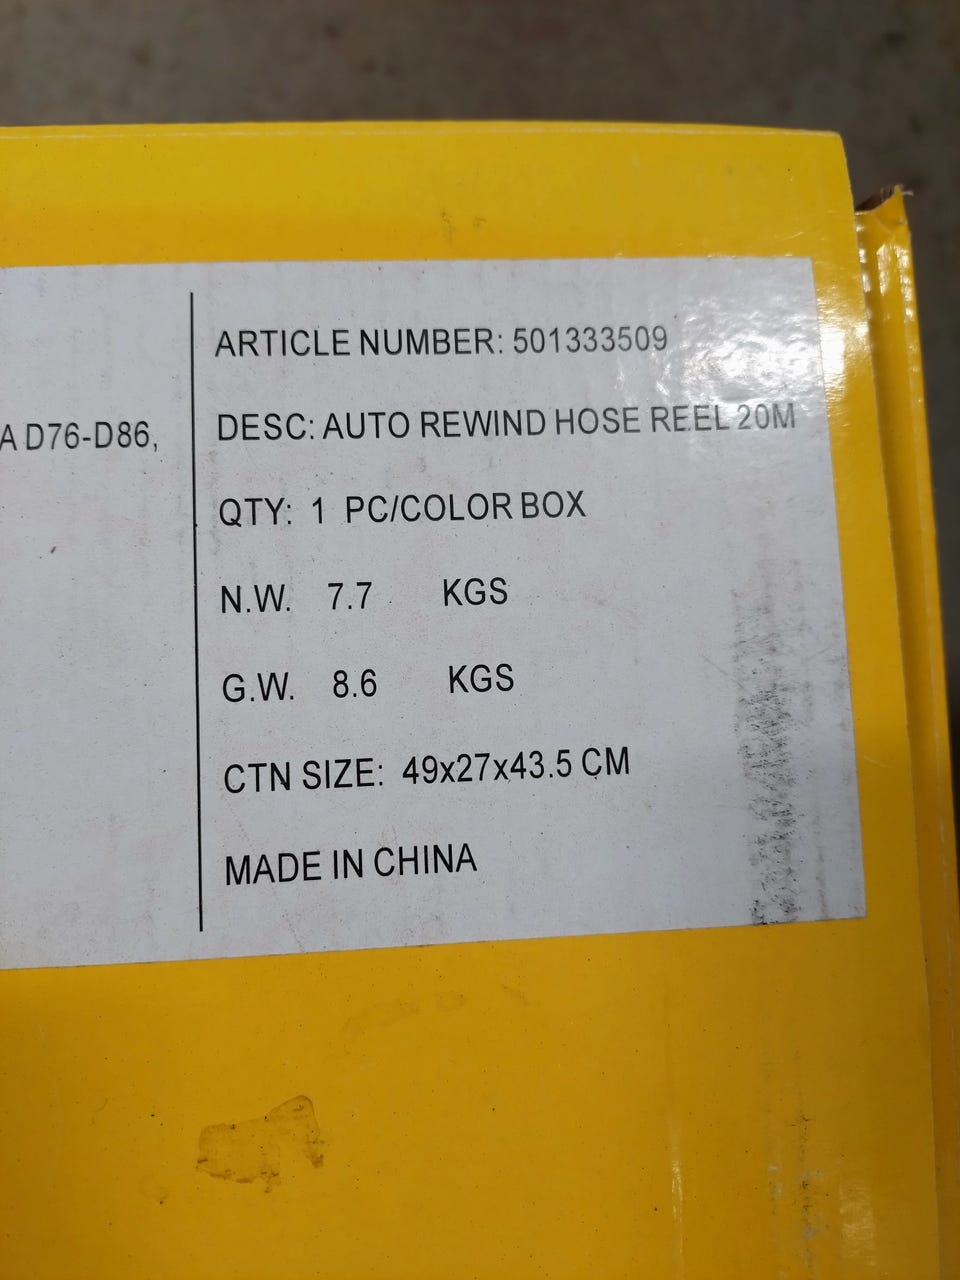 A D76-D86,
ARTICLE NUMBER: 501333509
DESC: AUTO REWIND HOSE REEL 20M
QTY: 1 PC/COLOR BOX
N.W. 7.7 KGS
G.W. 8.6 KGS
CTN SIZE: 49x27x43.5 CM
MADE IN CHINA